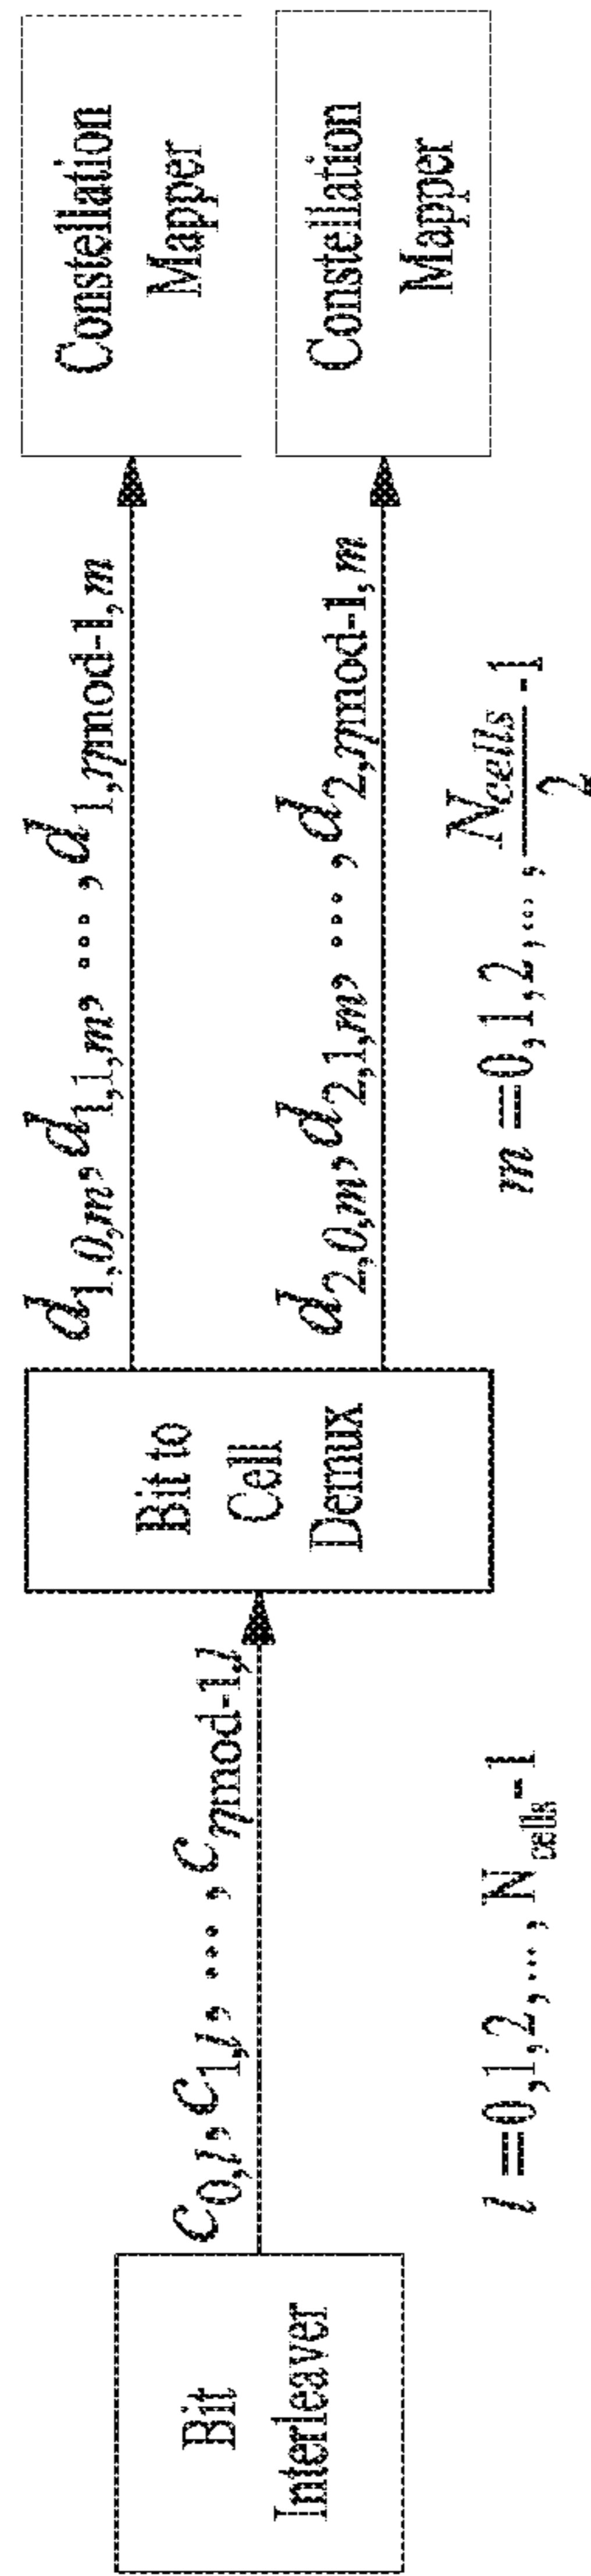 Bit
Interleaver
c0,l, c1,l, ..., cηmod-1,l
l =0,1,2,..., Ncells-1
Bit to
Cell
Demux
d1,0,m, d1,1,m, ..., d1,ηmod-1,m
d2,0,m, d2,1,m, ..., d2,ηmod-1,m
m =0,1,2,..., Ncells/2 -1
Constellation
Mapper
Constellation
Mapper